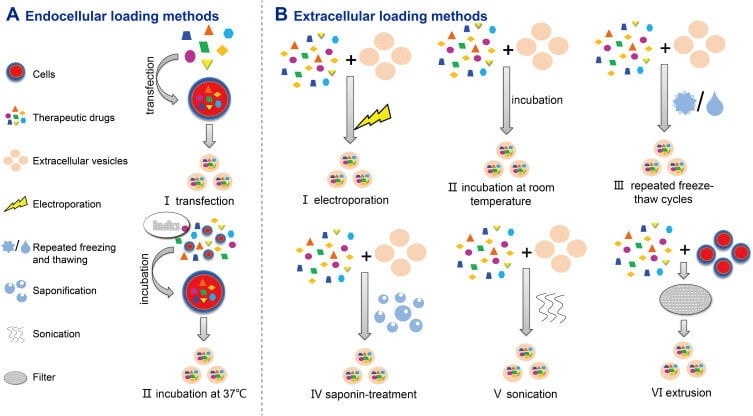 A Endocellular loading methods
Cells
Therapeutic drugs
Extracellular vesicles
Electroporation
Repeated freezing
and thawing
Saponification
Sonication
Filter
transfection
Ⅰ transfection
incubation
Ⅱ incubation at 37℃
B Extracellular loading methods
+
Ⅰ electroporation
+
incubation
Ⅱ incubation at room
temperature
+
/
Ⅲ repeated freeze-
thaw cycles
+
Ⅳ saponin-treatment
+
Ⅴ sonication
+
Ⅵ extrusion